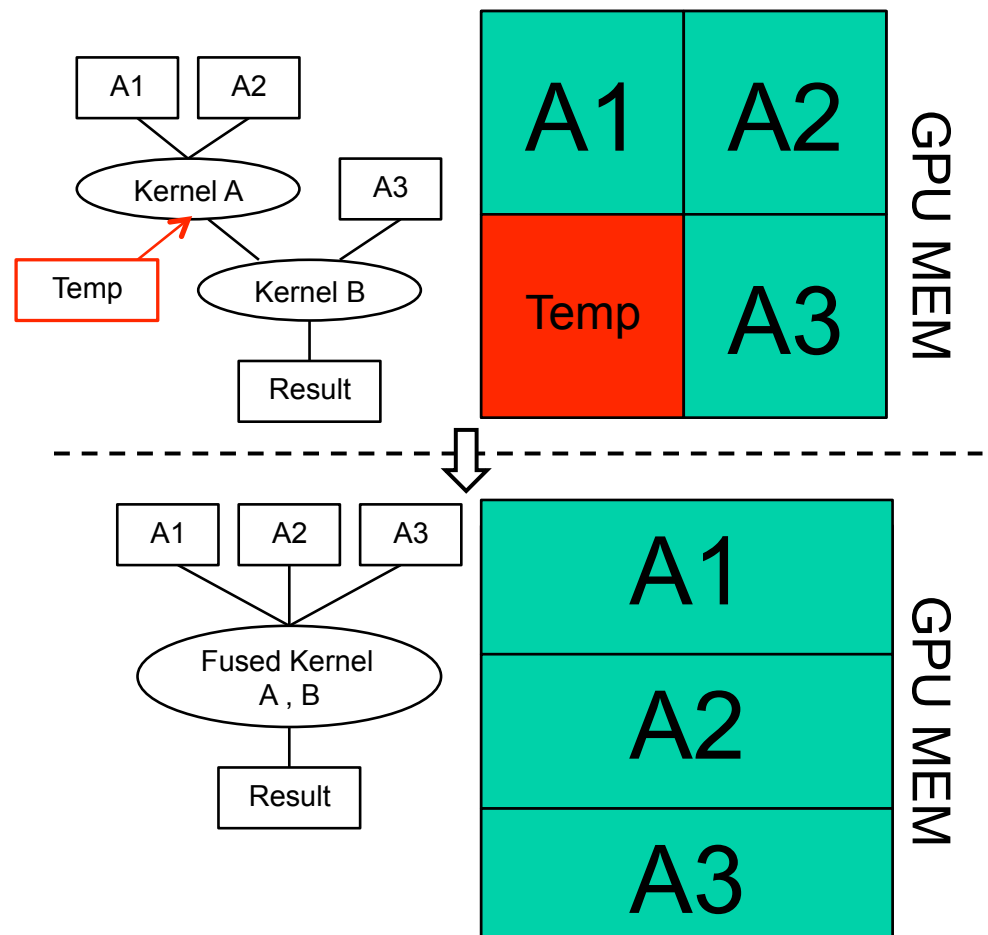 A1
A2
Kernel A
A3
Temp
Kernel B
Result
A1
A2
Temp
A3
GPU MEM
A1
A2
A3
Fused Kernel
A , B
Result
A1
A2
A3
GPU MEM